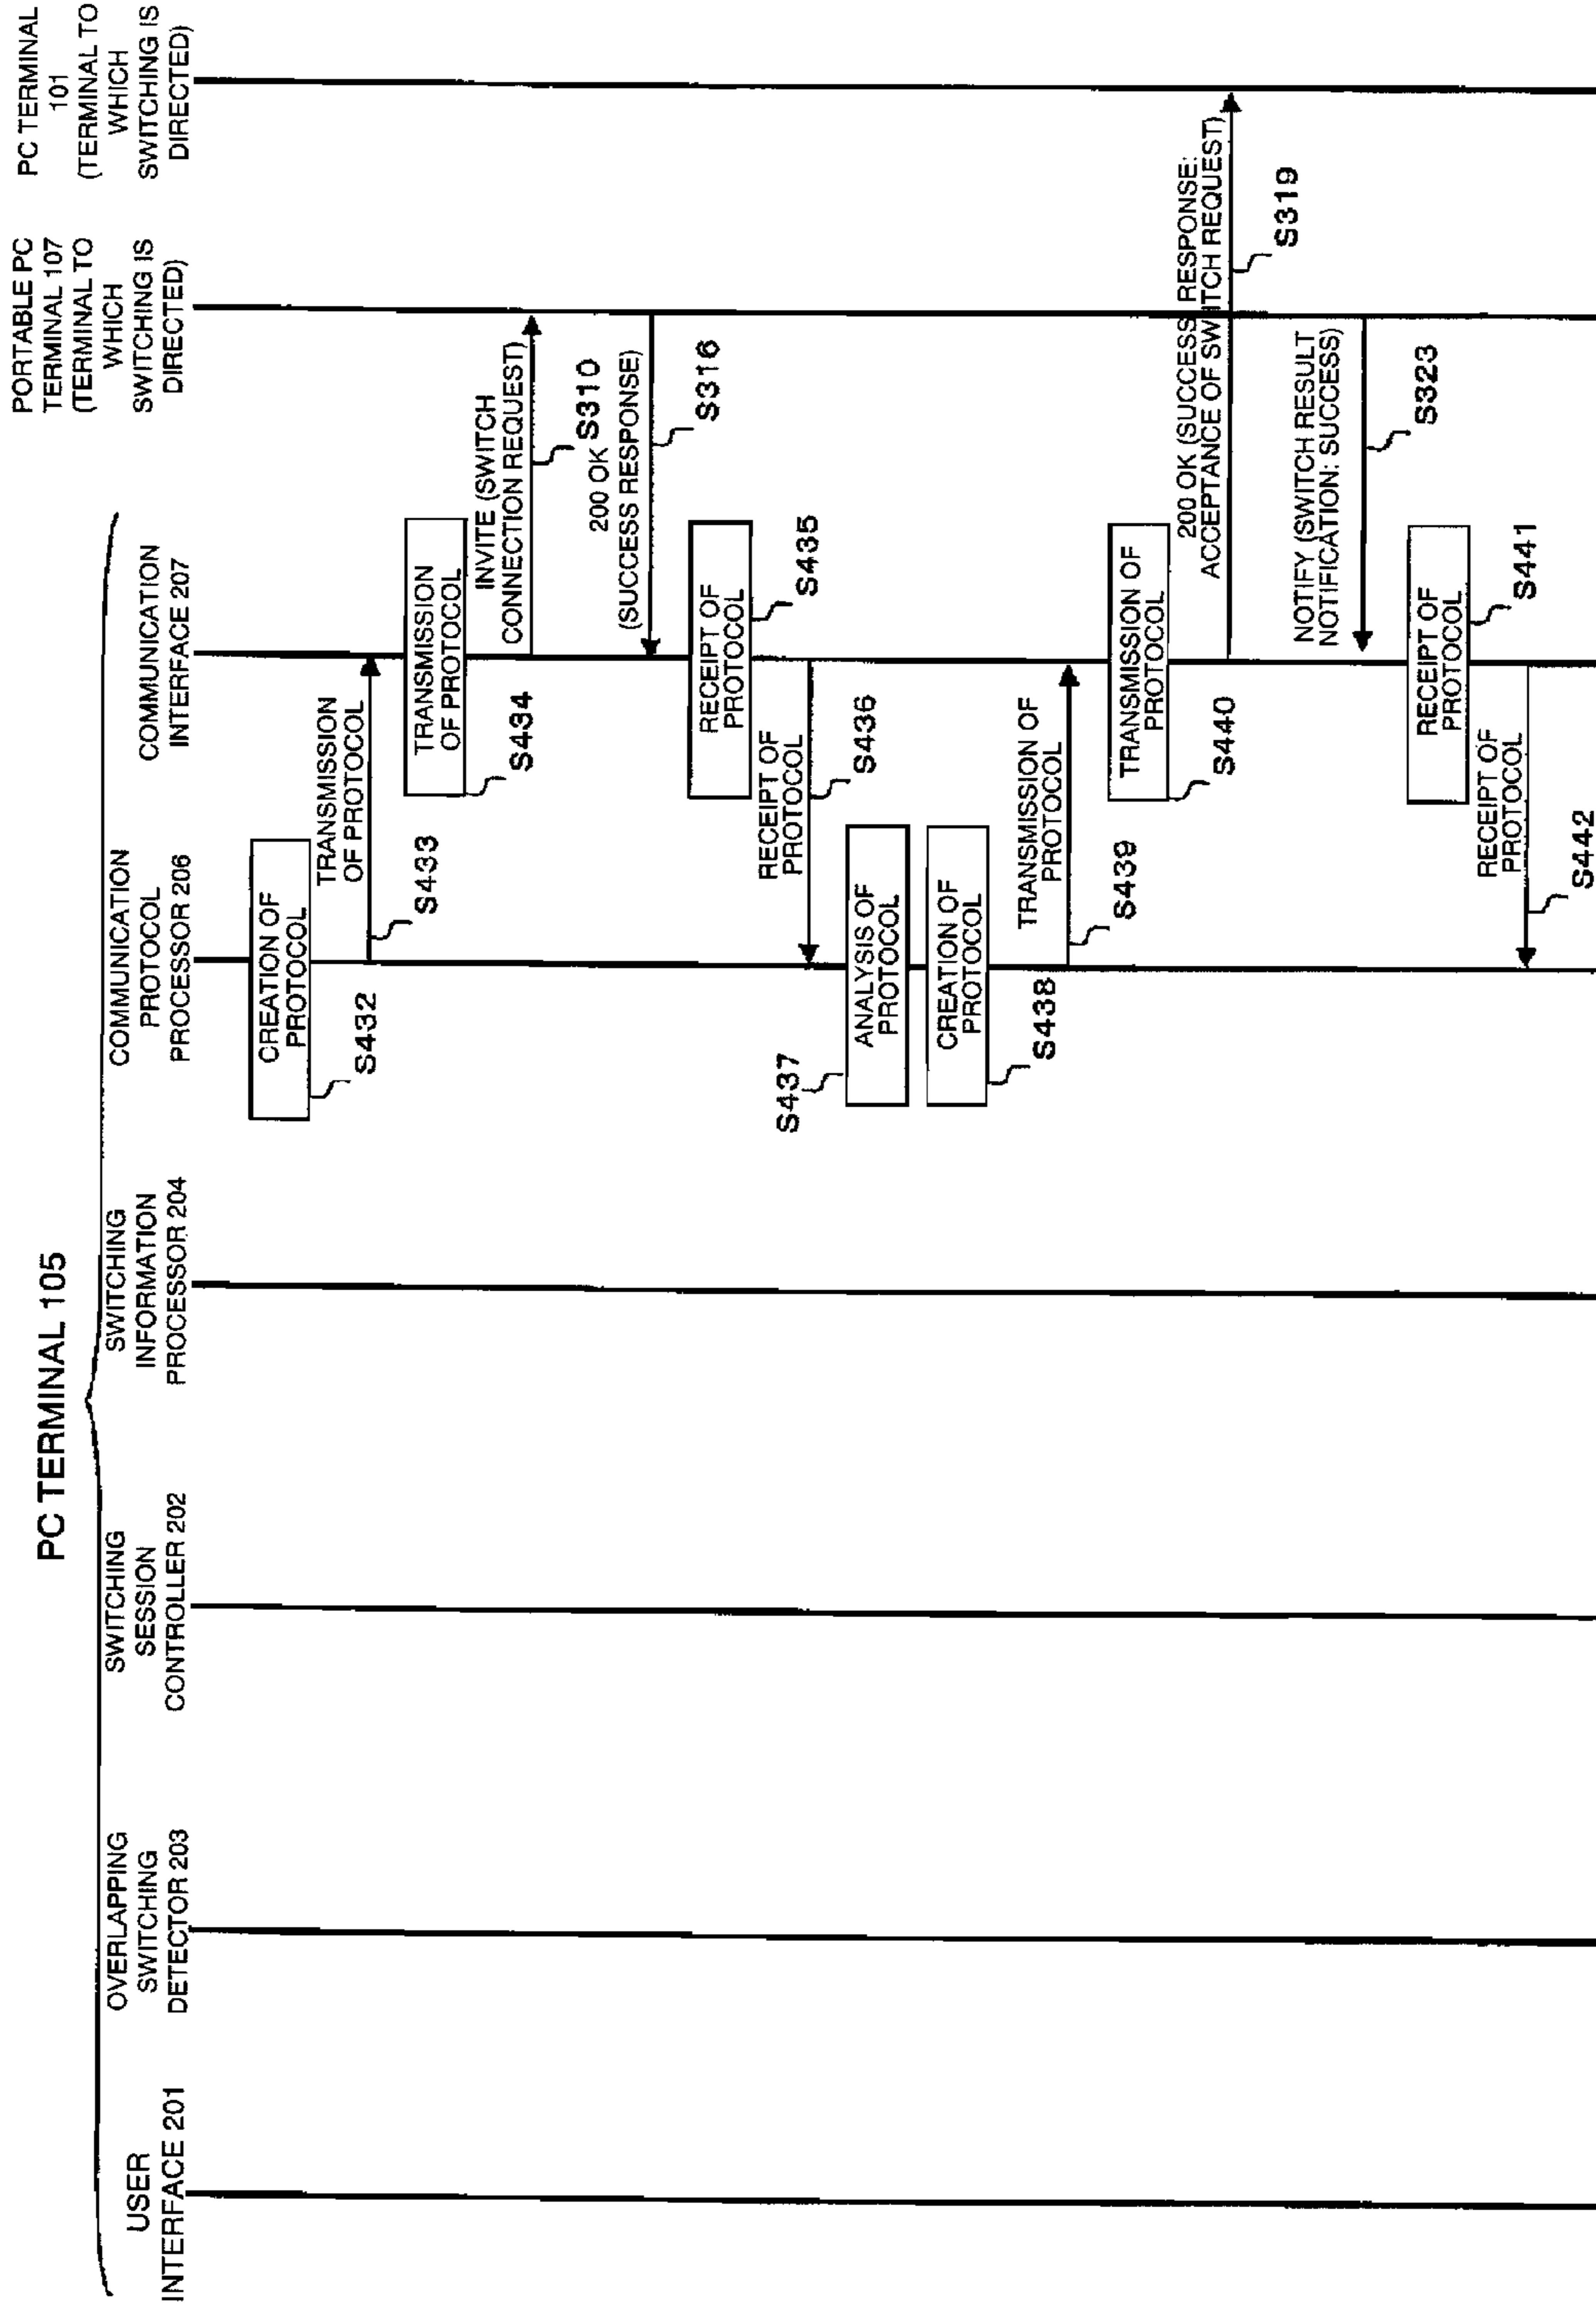 PC TERMINAL 105
USER
INTERFACE 201
OVERLAPPING
SWITCHING
DETECTOR 203
SWITCHING
SESSION
CONTROLLER 202
SWITCHING
INFORMATION
PROCESSOR 204
COMMUNICATION
PROTOCOL
PROCESSOR 206
COMMUNICATION
INTERFACE 207
PORTABLE PC
TERMINAL 107
(TERMINAL TO
WHICH
SWITCHING IS
DIRECTED)
PC TERMINAL
101
(TERMINAL TO
WHICH
SWITCHING IS
DIRECTED)
CREATION OF
PROTOCOL
S432
TRANSMISSION
OF PROTOCOL
S433
TRANSMISSION
OF PROTOCOL
S434
INVITE (SWITCH
CONNECTION REQUEST)
S310
200 OK
(SUCCESS RESPONSE)
S316
RECEIPT OF
PROTOCOL
S435
RECEIPT OF
PROTOCOL
S436
S437
ANALYSIS OF
PROTOCOL
CREATION OF
PROTOCOL
S438
TRANSMISSION OF
PROTOCOL
S439
TRANSMISSION OF
PROTOCOL
S440
200 OK (SUCCESS RESPONSE:
ACCEPTANCE OF SWITCH REQUEST)
S319
NOTIFY (SWITCH RESULT
NOTIFICATION: SUCCESS)
S323
RECEIPT OF
PROTOCOL
S441
RECEIPT OF
PROTOCOL
S442